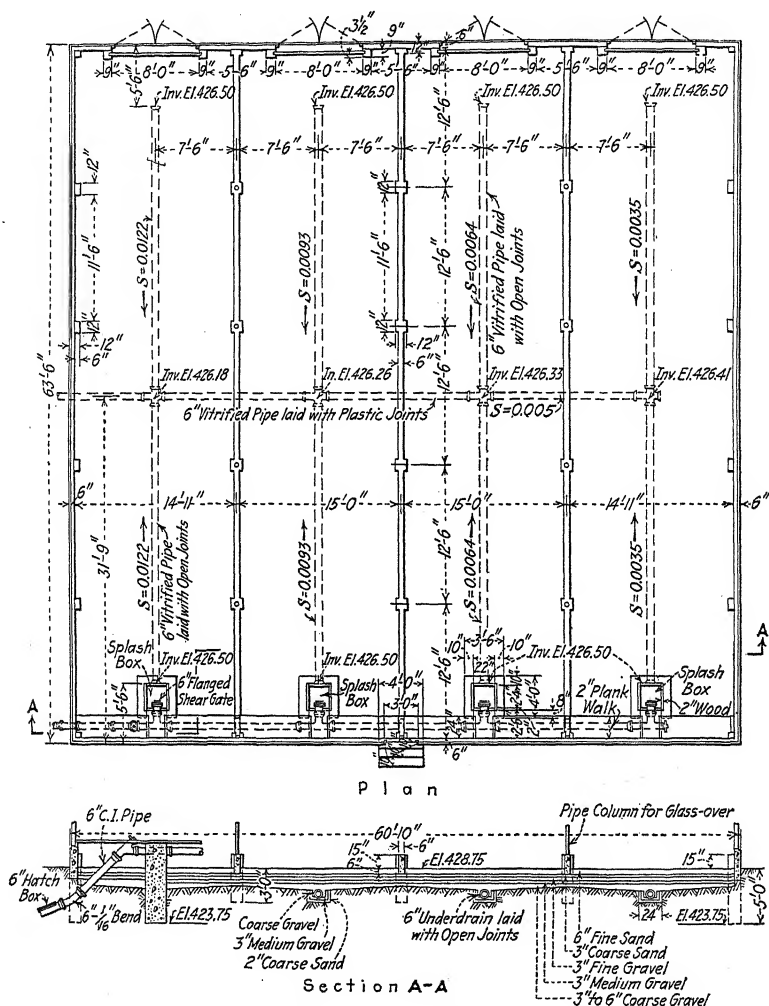 3½"
9"
6"
9" 8'-0" 9" 5'-6" 9" 8'-0" 9" 5'-6" 9" 8'-0" 9" 5'-6" 9" 8'-0" 9"
5'-6"
Inv. El. 426.50
Inv. El. 426.50
Inv. El. 426.50
Inv. El. 426.50
7'-6" 7'-6" 7'-6" 7'-6" 7'-6" 7'-6"
12"
11'-6"
12"
12"
6"
63'-6"
S=0.0122
S=0.0093
12"
11'-6"
12"
12"
6"
12'-6"
12'-6"
12'-6"
S=0.0064
6" Vitrified Pipe laid
with Open Joints
S=0.0035
Inv. El. 426.18
In. El. 426.26
Inv. El. 426.33
Inv. El. 426.41
6" Vitrified Pipe laid with Plastic Joints
S=0.005
6" 14'-11" 15'-0" 15'-0" 14'-11" 6"
31'-9"
S=0.0122
6" Vitrified Pipe
laid with Open Joints
S=0.0093
12'-6"
12'-6"
12'-6"
S=0.0064
S=0.0035
Splash
Box
Inv. El. 426.50
6" Flanged
Shear Gate
5'-6"
Inv. El. 426.50
Splash
Box
4'-0"
3'-0"
6"
3'-6"
10"
10"
22"
Inv. El. 426.50
4'-0"
2" Plank
Walk
Splash
Box
2" Wood
A
A
Plan
6" C.I. Pipe
60'-10"
Pipe Column for Glass-over
6"
15"
6"
El. 428.75
15"
3'-0"
5'-0"
6" Hatch
Box
6"-1/16" Bend
El. 423.75
Coarse Gravel
3" Medium Gravel
2" Coarse Sand
6" Underdrain laid
with Open Joints
24"
El. 423.75
6" Fine Sand
3" Coarse Sand
3" Fine Gravel
3" Medium Gravel
3" to 6" Coarse Gravel
Section A-A